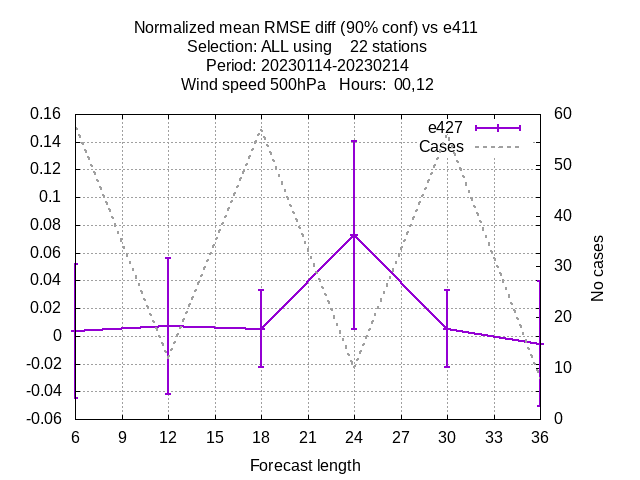 Normalized mean RMSE diff (90% conf) vs e411
Selection: ALL using    22 stations
Period: 20230114-20230214
Wind speed 500hPa   Hours:  00,12
e427
Cases
0.16
0.14
0.12
0.1
0.08
0.06
0.04
0.02
0
-0.02
-0.04
-0.06
60
50
40
30
20
10
0
No cases
6 9 12 15 18 21 24 27 30 33 36
Forecast length